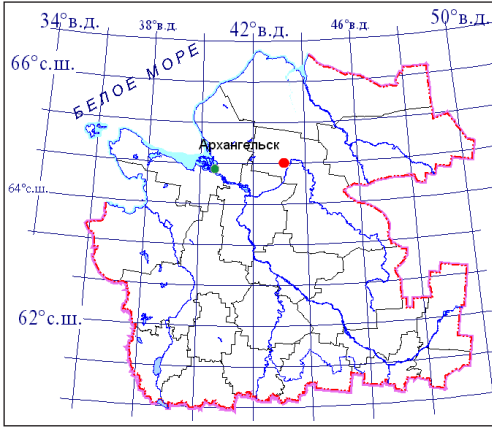 34°в.д.
38°в.д.
42°в.д.
46°в.д.
50°в.д.
66°с.ш.
БЕЛОЕ МОРЕ
Архангельск
64°с.ш.
62°с.ш.